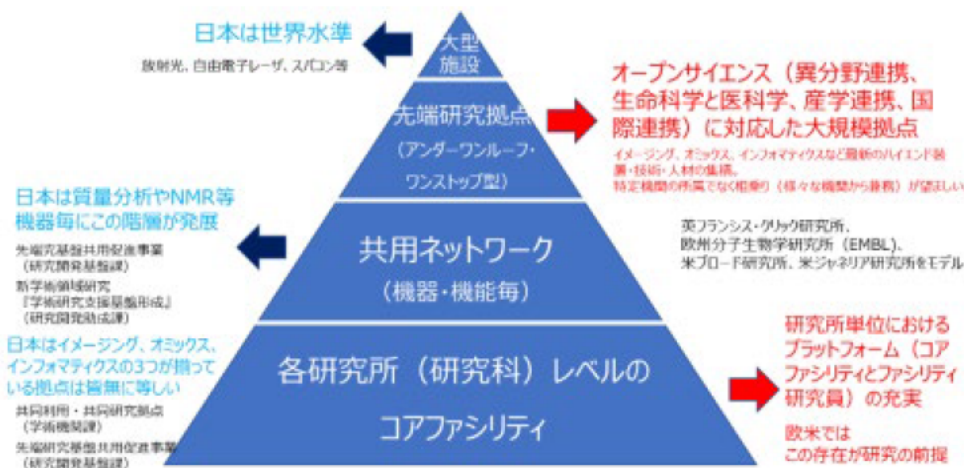 日本は世界水準
放射光、自由電子レーザ、スパコン等
大型
施設
先端研究拠点
(アンダーワンルーフ・
ワンストップ型)
オープンサイエンス（異分野連携、
生命科学と医科学、産学連携、国
際連携）に対応した大規模拠点
イメージング、オミックス、インフォマティクスなど最新のハイエンド装
置・技術・人材の集積。
特定機関の所属でなく相乗り（様々な機関から兼務）が望ましい
英フランシス・クリック研究所、
欧州分子生物学研究所（EMBL）、
米ブロード研究所、米ジャネリア研究所をモデル
日本は質量分析やNMR等
機器毎にこの階層が発展
先端究基盤共用促進事業
（研究開発基盤課）
新学術領域研究
『学術研究支援基盤形成』
（研究開発助成課）
共用ネットワーク
（機器・機能毎）
日本はイメージング、オミックス、
インフォマティクスの3つが揃って
いる拠点は皆無に等しい
共同利用・共同研究拠点
（学術機関課）
先端研究基盤共用促進事業
（研究開発基盤課）
各研究所（研究科）レベルの
コアファシリティ
研究所単位における
プラットフォーム（コア
ファシリティとファシリティ
研究員）の充実
欧米では
この存在が研究の前提